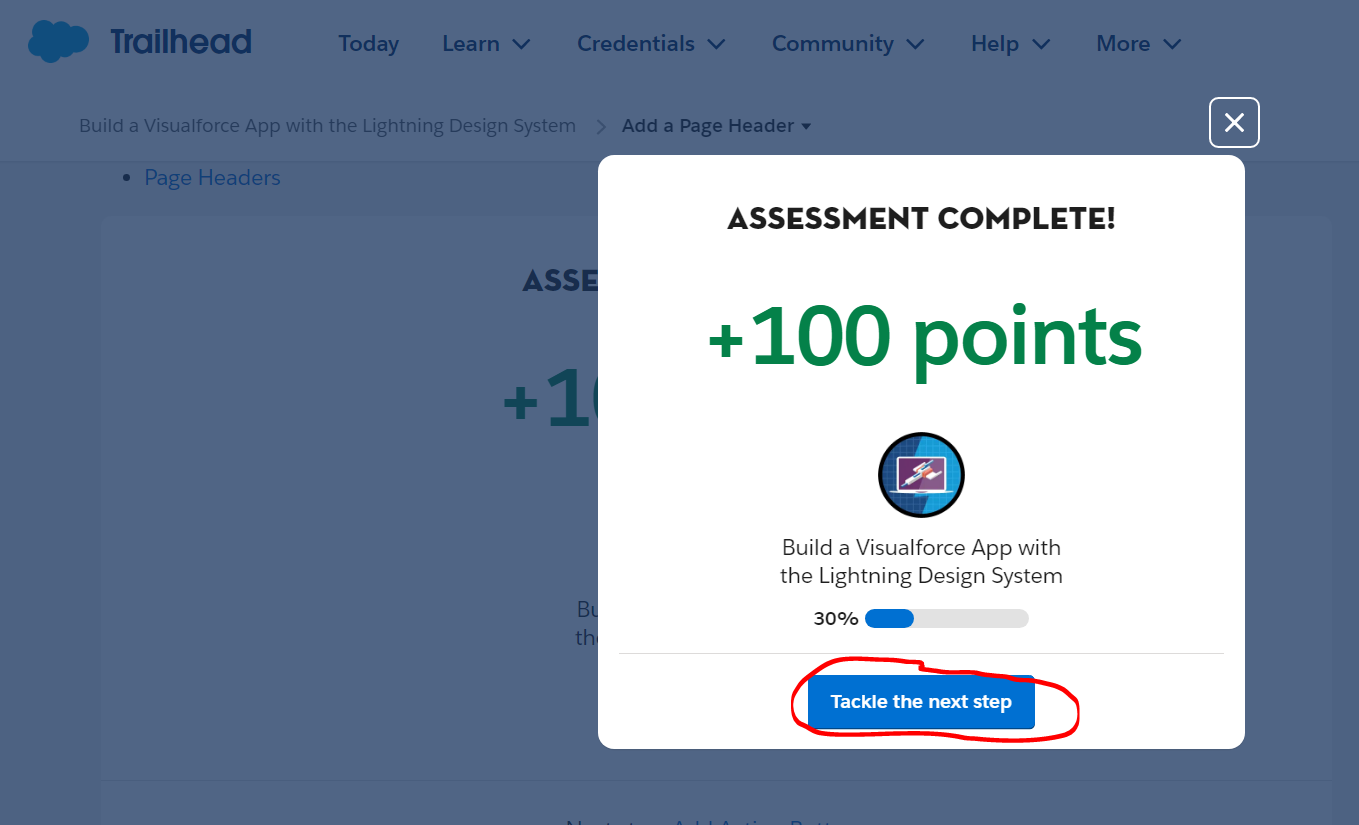 Trailhead
Today Learn Credentials Community Help More
Build a Visualforce App with the Lightning Design System Add a Page Header
Page Headers
ASSESSMENT COMPLETE!
+100 points
Build a Visualforce App with
the Lightning Design System
30%
Tackle the next step